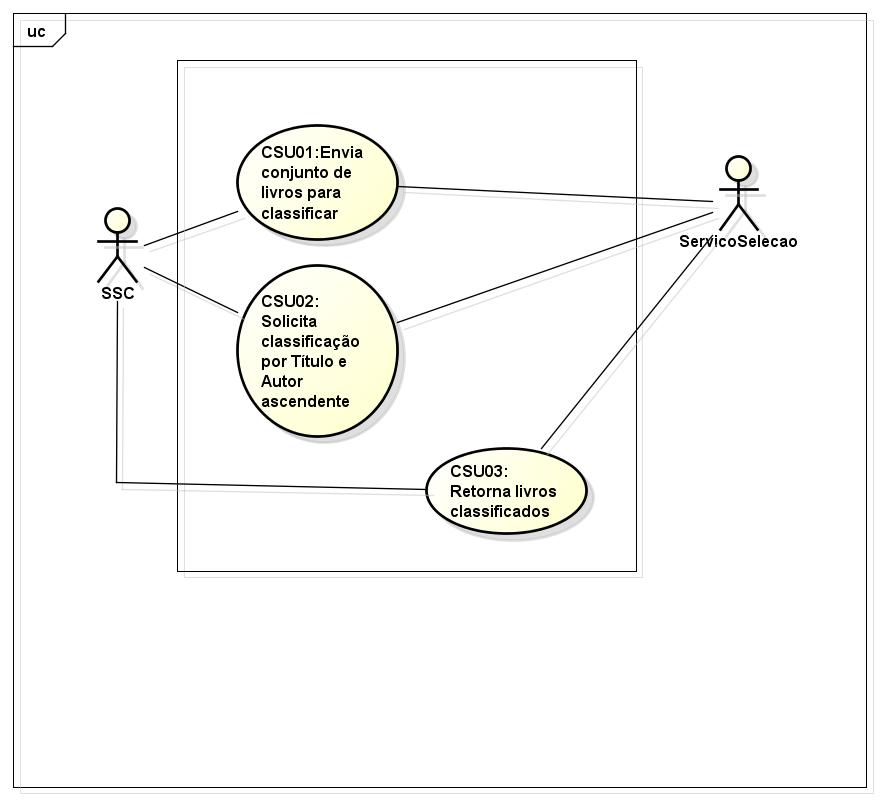 uc
CSU01:Envia
conjunto de
livros para
classificar
ServicoSelecao
SSC
CSU02:
Solicita
classificação
por Título e
Autor
ascendente
CSU03:
Retorna livros
classificados